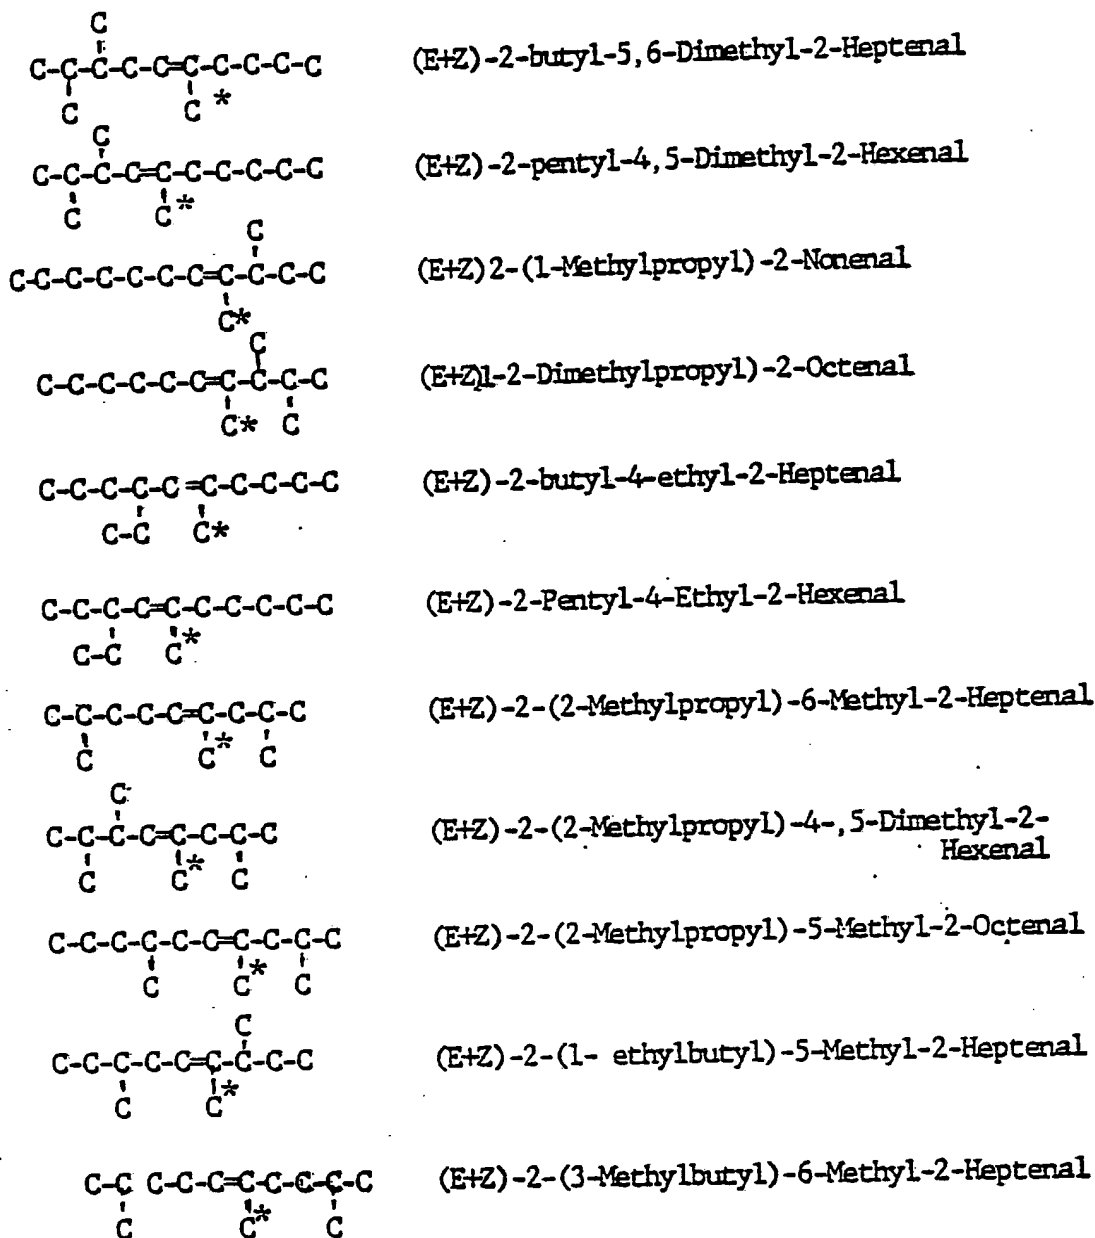 C
C-C-C-C-C=C-C-C-C-C (E+Z)-2-butyl-5,6-Dimethyl-2-Heptenal
C C*
C
C-C-C-C=C-C-C-C-C-C (E+Z)-2-pentyl-4,5-Dimethyl-2-Hexenal
C C*
C
C-C-C-C-C-C-C=C-C-C-C (E+Z)2-(1-Methylpropyl)-2-Nonenal
C*
C
C-C-C-C-C-C=C-C-C-C (E+Z)1-2-Dimethylpropyl)-2-Octenal
C* C
C-C-C-C-C=C-C-C-C-C (E+Z)-2-butyl-4-ethyl-2-Heptenal
C-C C*
C-C-C-C=C-C-C-C-C-C (E+Z)-2-Pentyl-4-Ethyl-2-Hexenal
C-C C*
C-C-C-C-C=C-C-C-C (E+Z)-2-(2-Methylpropyl)-6-Methyl-2-Heptenal
C C* C
C
C-C-C-C=C-C-C-C (E+Z)-2-(2-Methylpropyl)-4-,5-Dimethyl-2-
Hexenal
C C* C
C-C-C-C-C-C=C-C-C-C (E+Z)-2-(2-Methylpropyl)-5-Methyl-2-Octenal
C C* C
C
C-C-C-C-C=C-C-C-C (E+Z)-2-(1- ethylbutyl)-5-Methyl-2-Heptenal
C C*
C-C C-C-C=C-C-C-C-C (E+Z)-2-(3-Methylbutyl)-6-Methyl-2-Heptenal
C C* C